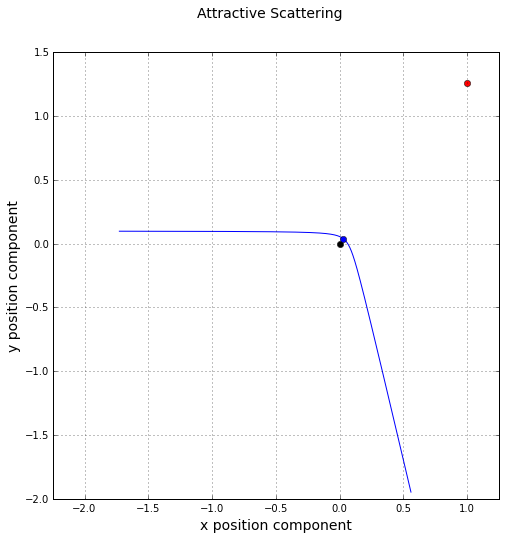 Attractive Scattering
1.5
1.0
0.5
0.0
−0.5
−1.0
−1.5
−2.0
y position component
−2.0 −1.5 −1.0 −0.5 0.0 0.5 1.0
x position component